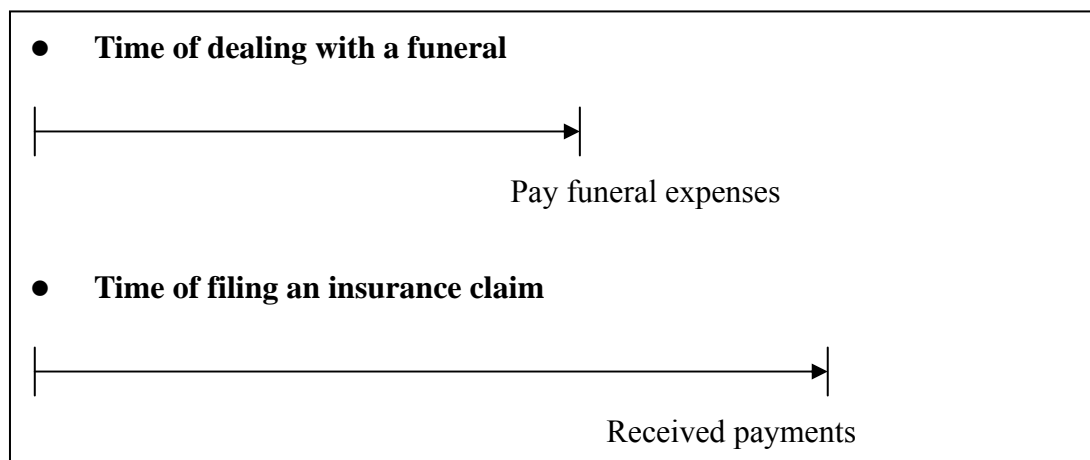 ● Time of dealing with a funeral
Pay funeral expenses
● Time of filing an insurance claim
Received payments